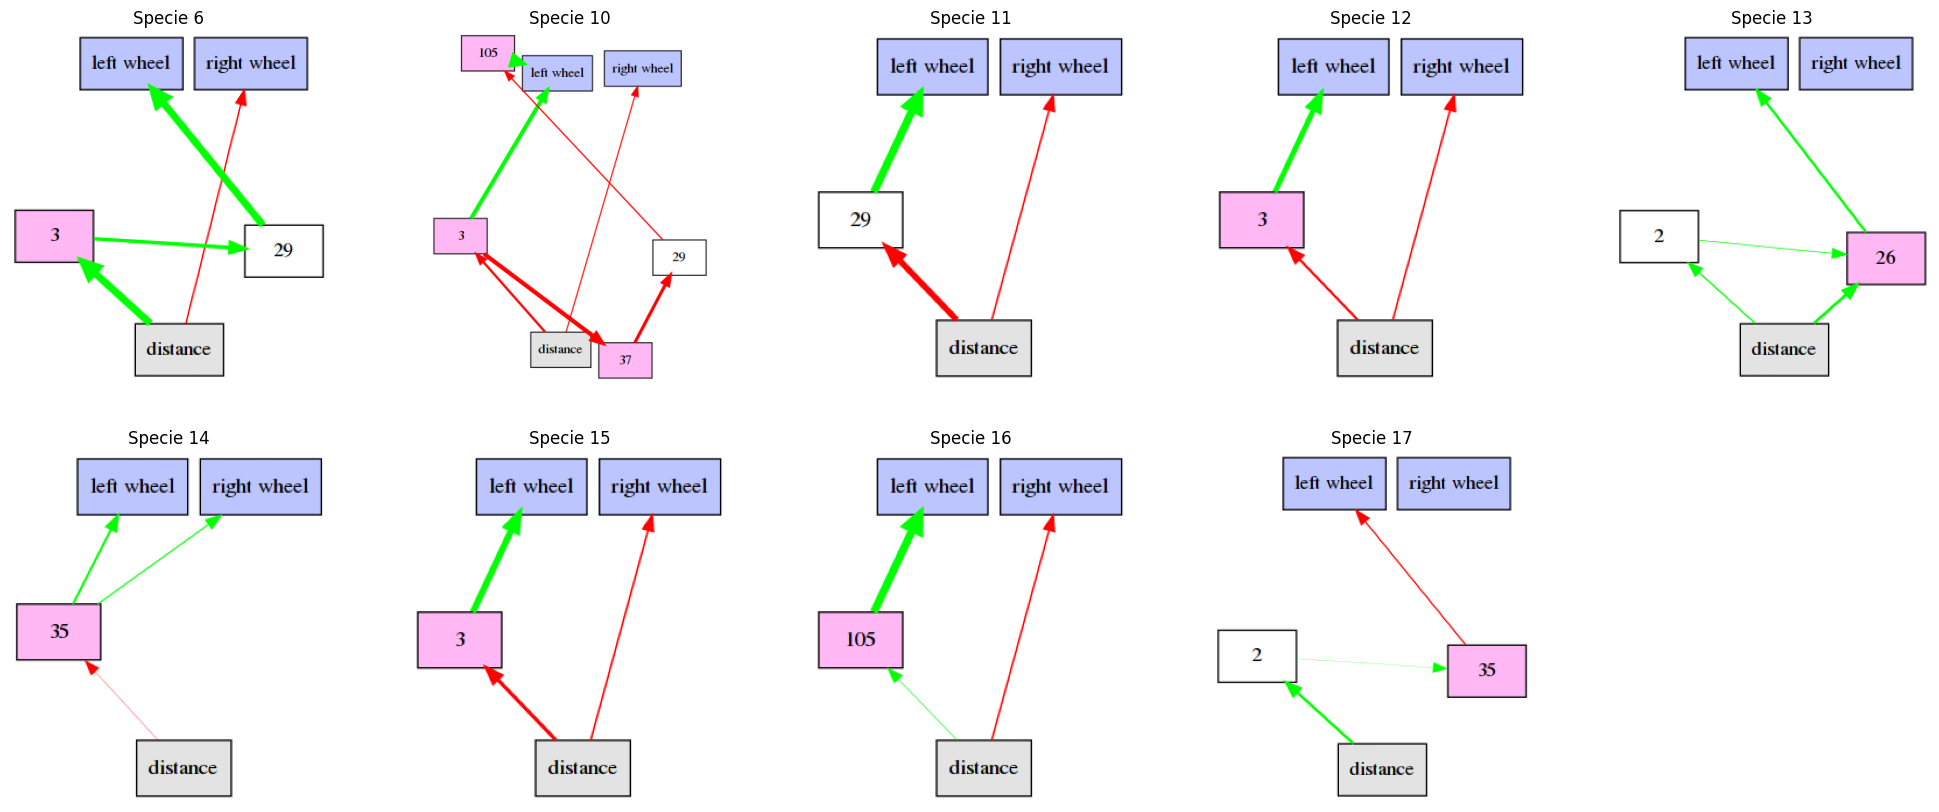 Specie 6
left wheel
right wheel
3
29
distance
Specie 10
105
left wheel
right wheel
3
29
distance
37
Specie 11
left wheel
right wheel
29
distance
Specie 12
left wheel
right wheel
3
distance
Specie 13
left wheel
right wheel
2
26
distance
Specie 14
left wheel
right wheel
35
distance
Specie 15
left wheel
right wheel
3
distance
Specie 16
left wheel
right wheel
105
distance
Specie 17
left wheel
right wheel
2
35
distance